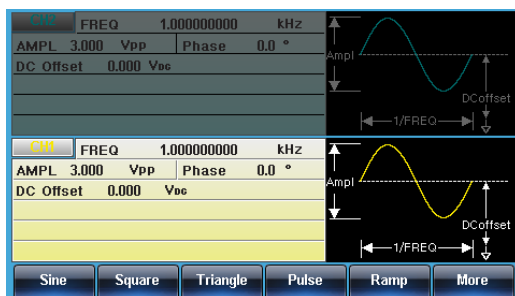 CH2 FREQ 1.000000000 kHz
AMPL 3.000 Vpp Phase 0.0 °
DC Offset 0.000 VDC
Ampl
DCoffset
1/FREQ
CH1 FREQ 1.000000000 kHz
AMPL 3.000 Vpp Phase 0.0 °
DC Offset 0.000 VDC
Ampl
DCoffset
1/FREQ
Sine Square Triangle Pulse Ramp More